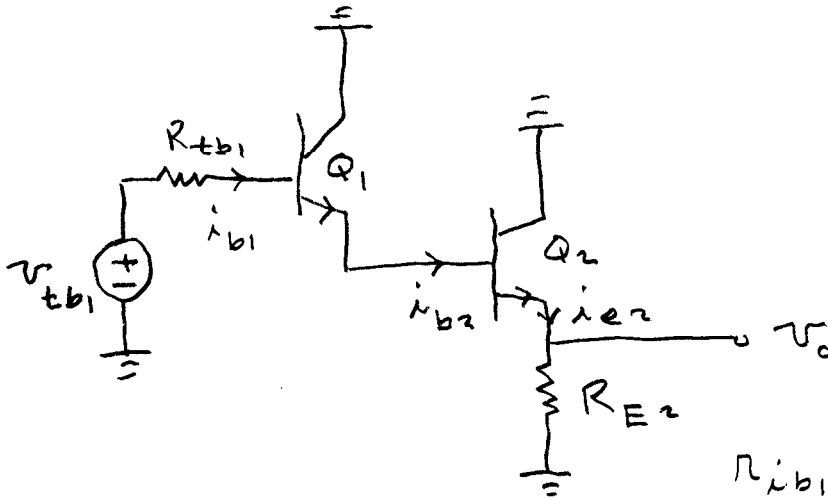 R_tb1
Q1
i_b1
v_tb1
+
−
Q2
i_b2
i_e2
v_o
R_E2
r_ib1